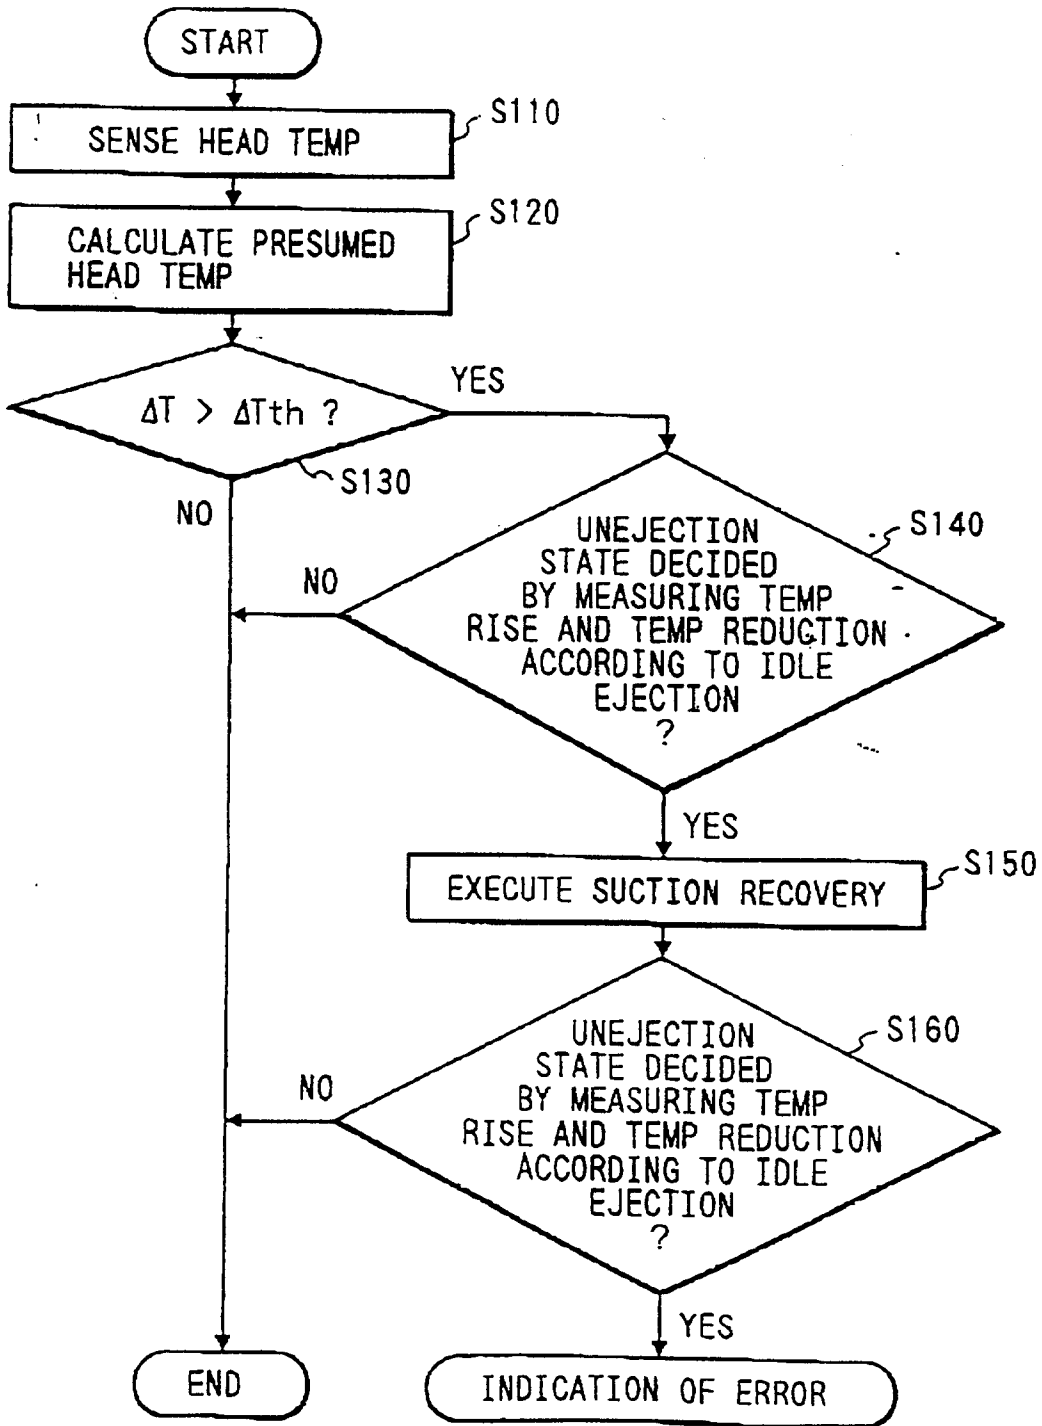 START
S110
SENSE HEAD TEMP
S120
CALCULATE PRESUMED
HEAD TEMP
YES
ΔT > ΔTth ?
S130
NO
S140
UNEJECTION
STATE DECIDED
BY MEASURING TEMP
RISE AND TEMP REDUCTION
ACCORDING TO IDLE
EJECTION
?
NO
YES
S150
EXECUTE SUCTION RECOVERY
S160
UNEJECTION
STATE DECIDED
BY MEASURING TEMP
RISE AND TEMP REDUCTION
ACCORDING TO IDLE
EJECTION
?
NO
YES
END
INDICATION OF ERROR